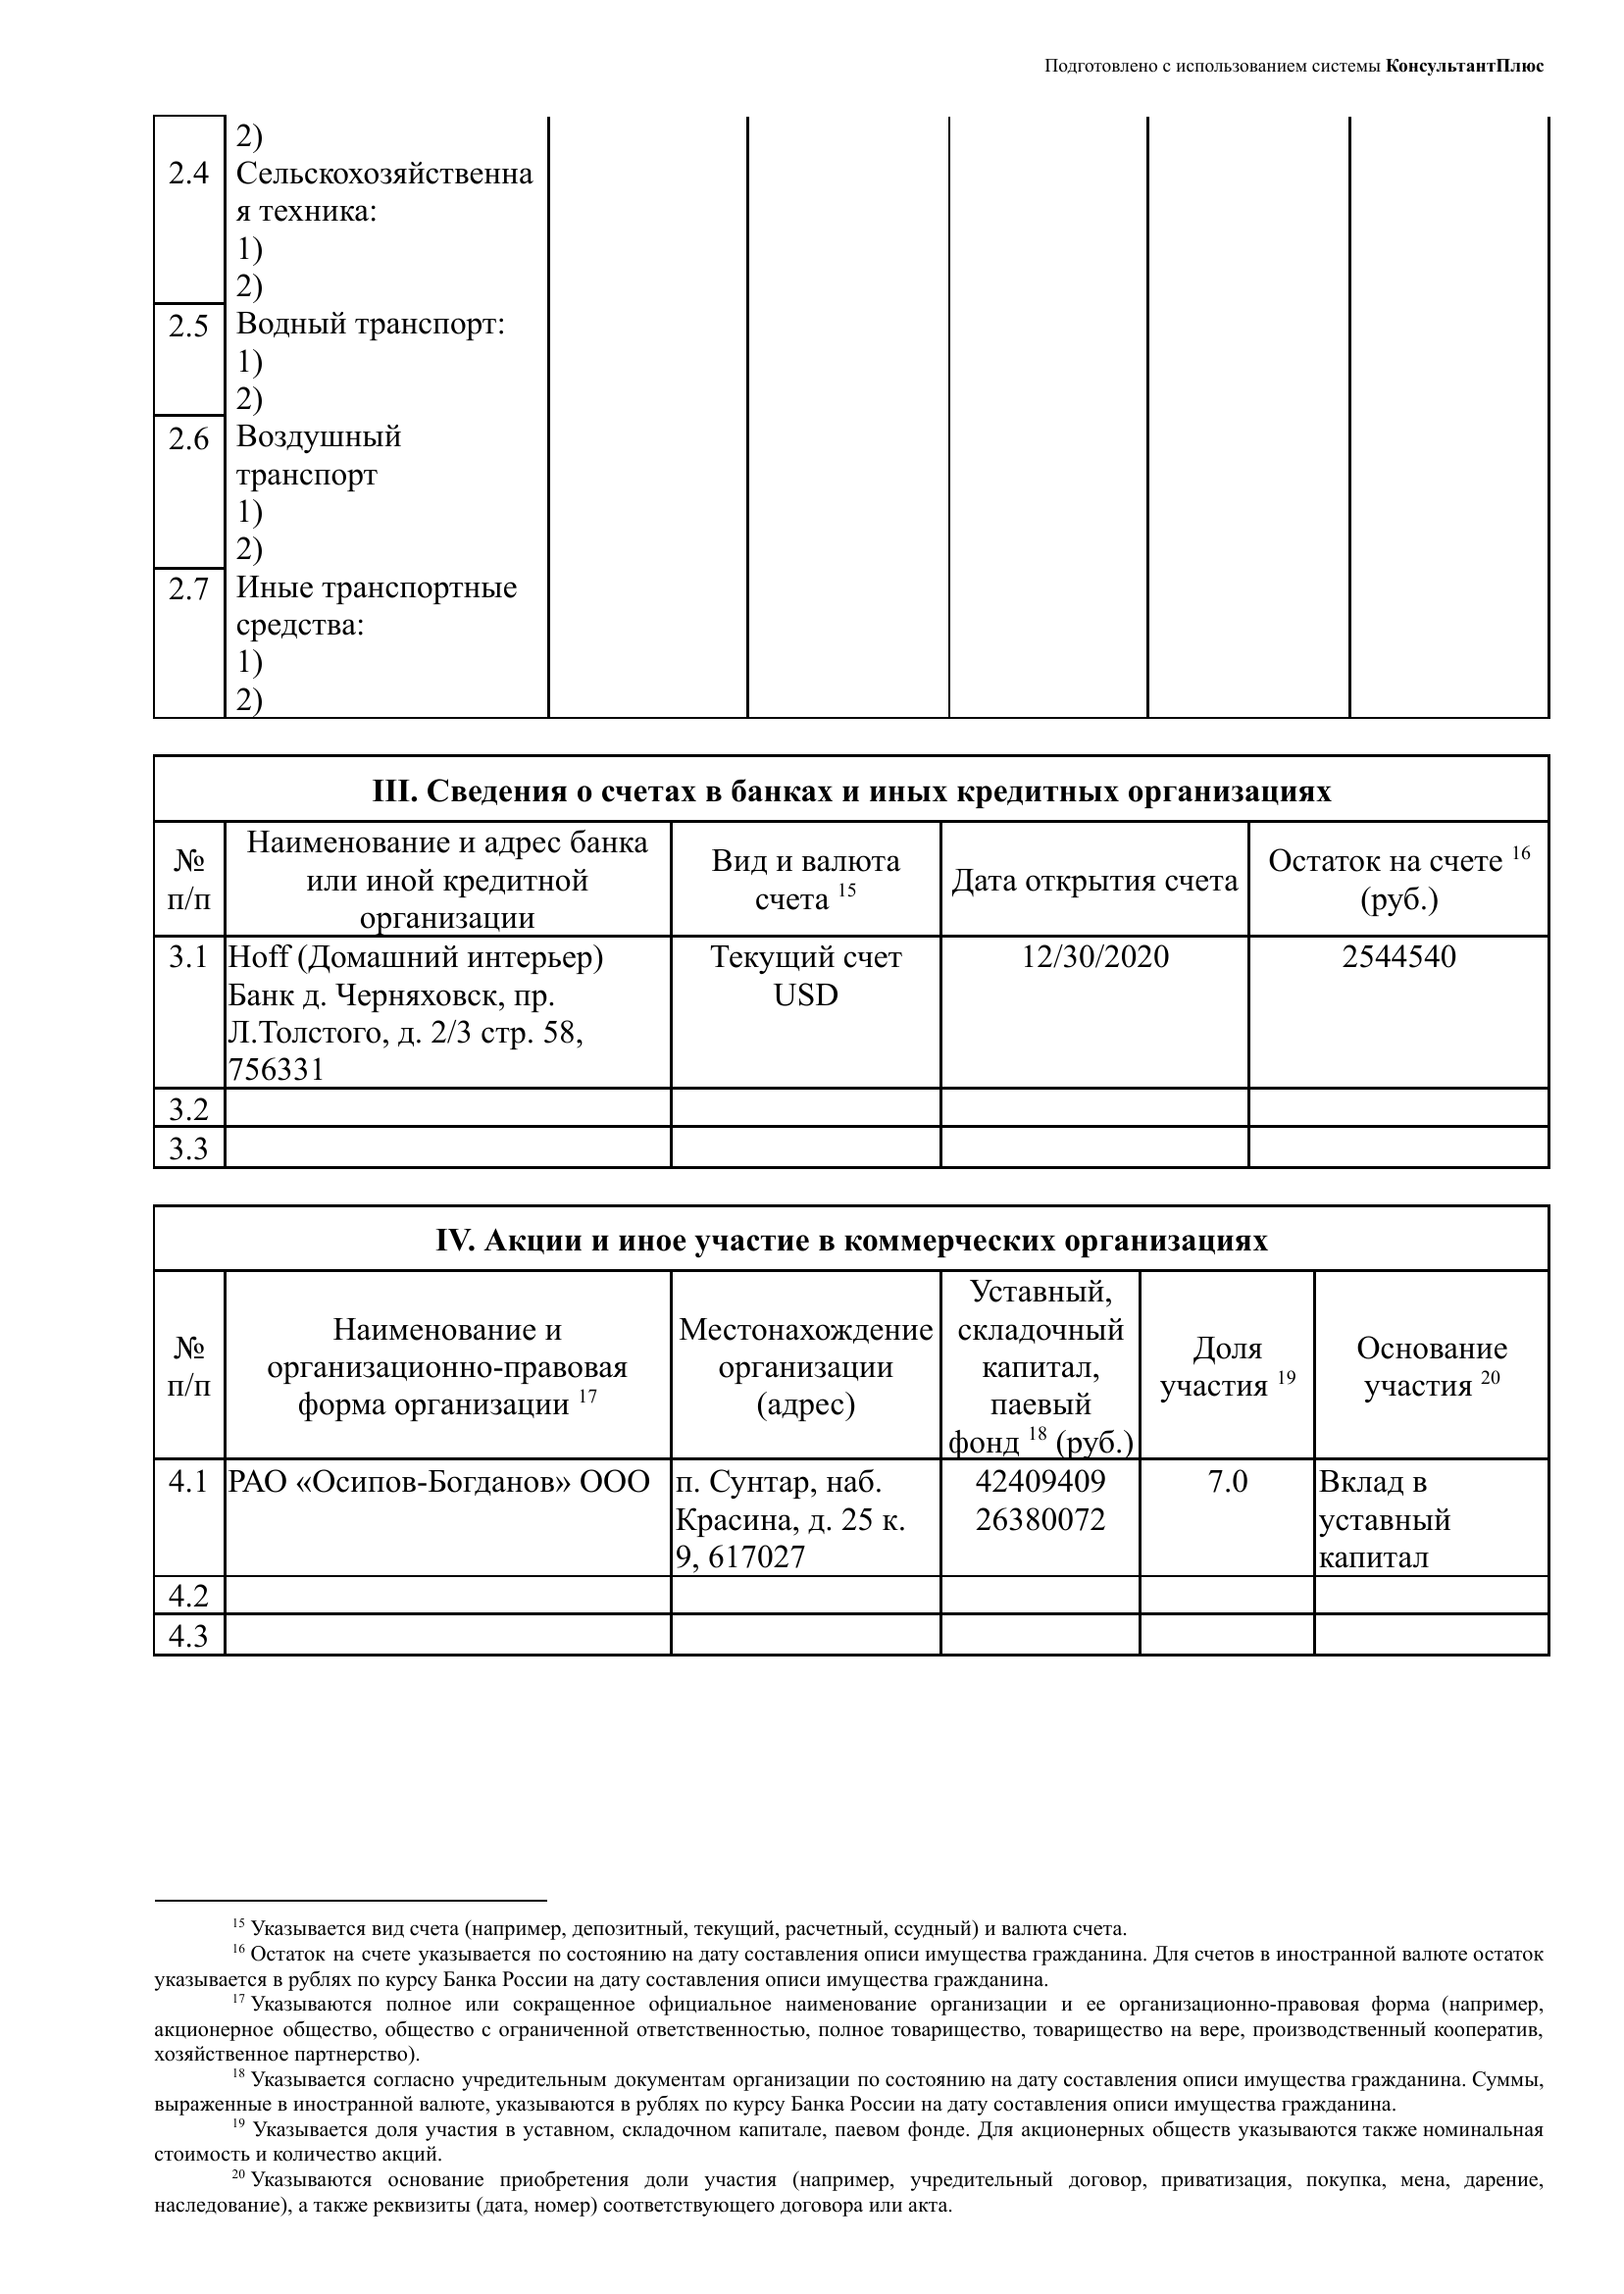 Подготовлено с использованием системы КонсультантПлюс
2)
2.4 Сельскохозяйственна
я техника:
1)
2)
2.5 Водный транспорт:
1)
2)
2.6 Воздушный
транспорт
1)
2)
2.7 Иные транспортные
средства:
1)
2)
III. Сведения о счетах в банках и иных кредитных организациях
№
п/п
Наименование и адрес банка
или иной кредитной
организации
Вид и валюта
счета 15
Дата открытия счета
Остаток на счете 16
(руб.)
3.1
Hoff (Домашний интерьер)
Банк д. Черняховск, пр.
Л.Толстого, д. 2/3 стр. 58,
756331
Текущий счет
USD
12/30/2020
2544540
3.2
3.3
IV. Акции и иное участие в коммерческих организациях
№
п/п
Наименование и
организационно-правовая
форма организации 17
Местонахождение
организации
(адрес)
Уставный,
складочный
капитал,
паевый
фонд 18 (руб.)
Доля
участия 19
Основание
участия 20
4.1
РАО «Осипов-Богданов» ООО
п. Сунтар, наб.
Красина, д. 25 к.
9, 617027
42409409
26380072
7.0
Вклад в
уставный
капитал
4.2
4.3
15 Указывается вид счета (например, депозитный, текущий, расчетный, ссудный) и валюта счета.
16 Остаток на счете указывается по состоянию на дату составления описи имущества гражданина. Для счетов в иностранной валюте остаток
указывается в рублях по курсу Банка России на дату составления описи имущества гражданина.
17 Указываются полное или сокращенное официальное наименование организации и ее организационно-правовая форма (например,
акционерное общество, общество с ограниченной ответственностью, полное товарищество, товарищество на вере, производственный кооператив,
хозяйственное партнерство).
18 Указывается согласно учредительным документам организации по состоянию на дату составления описи имущества гражданина. Суммы,
выраженные в иностранной валюте, указываются в рублях по курсу Банка России на дату составления описи имущества гражданина.
19 Указывается доля участия в уставном, складочном капитале, паевом фонде. Для акционерных обществ указываются также номинальная
стоимость и количество акций.
20 Указываются основание приобретения доли участия (например, учредительный договор, приватизация, покупка, мена, дарение,
наследование), а также реквизиты (дата, номер) соответствующего договора или акта.